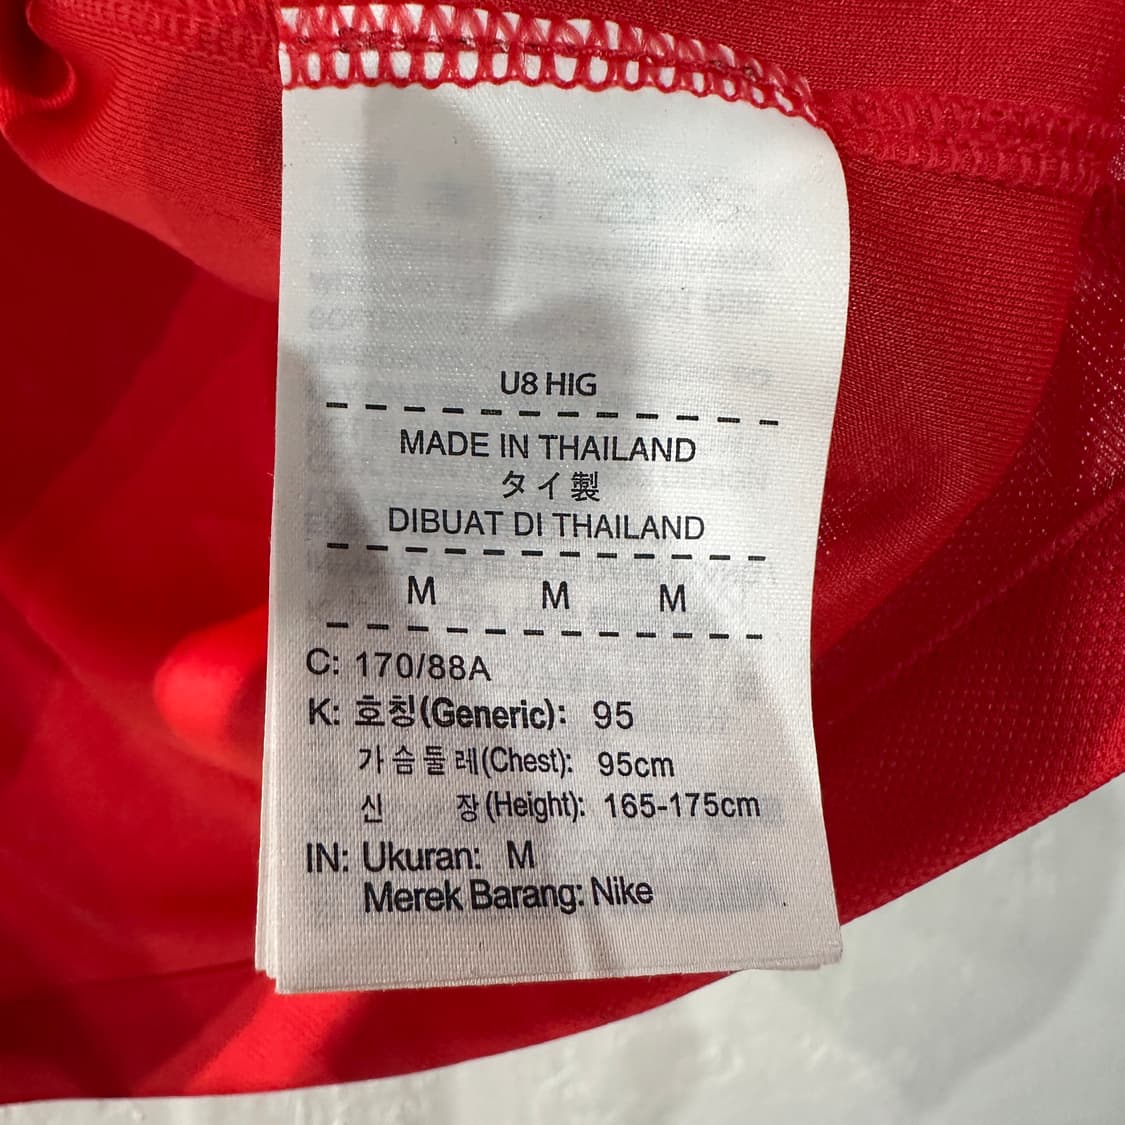 U8 HIG
MADE IN THAILAND
タイ製
DIBUAT DI THAILAND
M M M
C: 170/88A
K: 호칭(Generic): 95
가슴둘레(Chest): 95cm
신 장(Height): 165-175cm
IN: Ukuran: M
Merek Barang: Nike